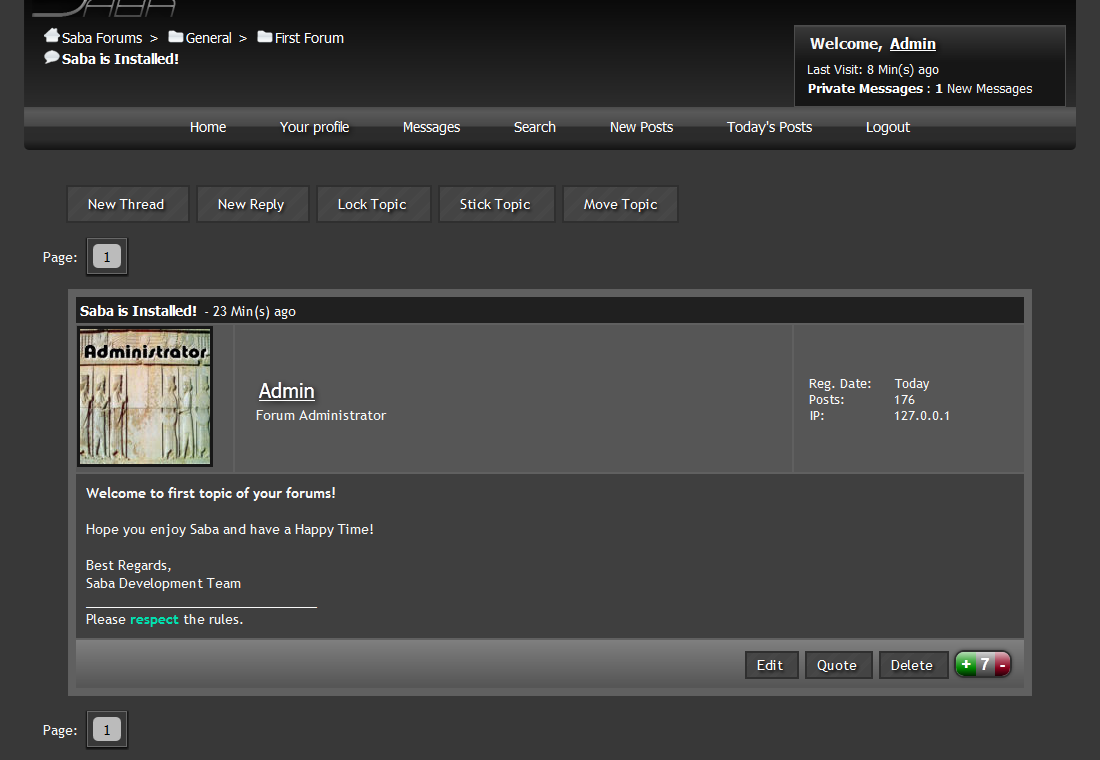 SABA
Saba Forums > General > First Forum
Saba is Installed!
Welcome, Admin
Last Visit: 8 Min(s) ago
Private Messages : 1 New Messages
Home Your profile Messages Search New Posts Today's Posts Logout
New Thread New Reply Lock Topic Stick Topic Move Topic
Page: 1
Saba is Installed! - 23 Min(s) ago
Administrator
Admin
Forum Administrator
Reg. Date: Today
Posts: 176
IP: 127.0.0.1
Welcome to first topic of your forums!
Hope you enjoy Saba and have a Happy Time!
Best Regards,
Saba Development Team
Please respect the rules.
Edit Quote Delete + 7 -
Page: 1